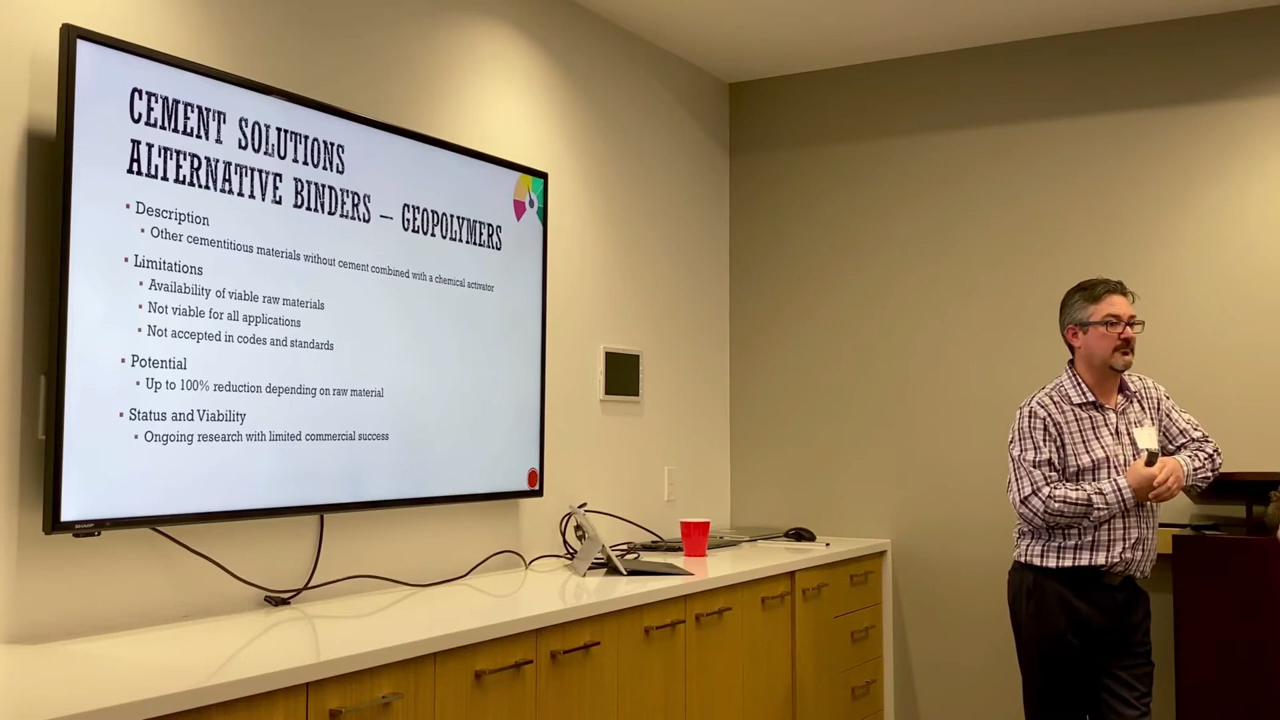 CEMENT SOLUTIONS
ALTERNATIVE BINDERS – GEOPOLYMERS
▪ Description
▪ Other cementitious materials without cement combined with a chemical activator
▪ Limitations
▪ Availability of viable raw materials
▪ Not viable for all applications
▪ Not accepted in codes and standards
▪ Potential
▪ Up to 100% reduction depending on raw material
▪ Status and Viability
▪ Ongoing research with limited commercial success
SHARP